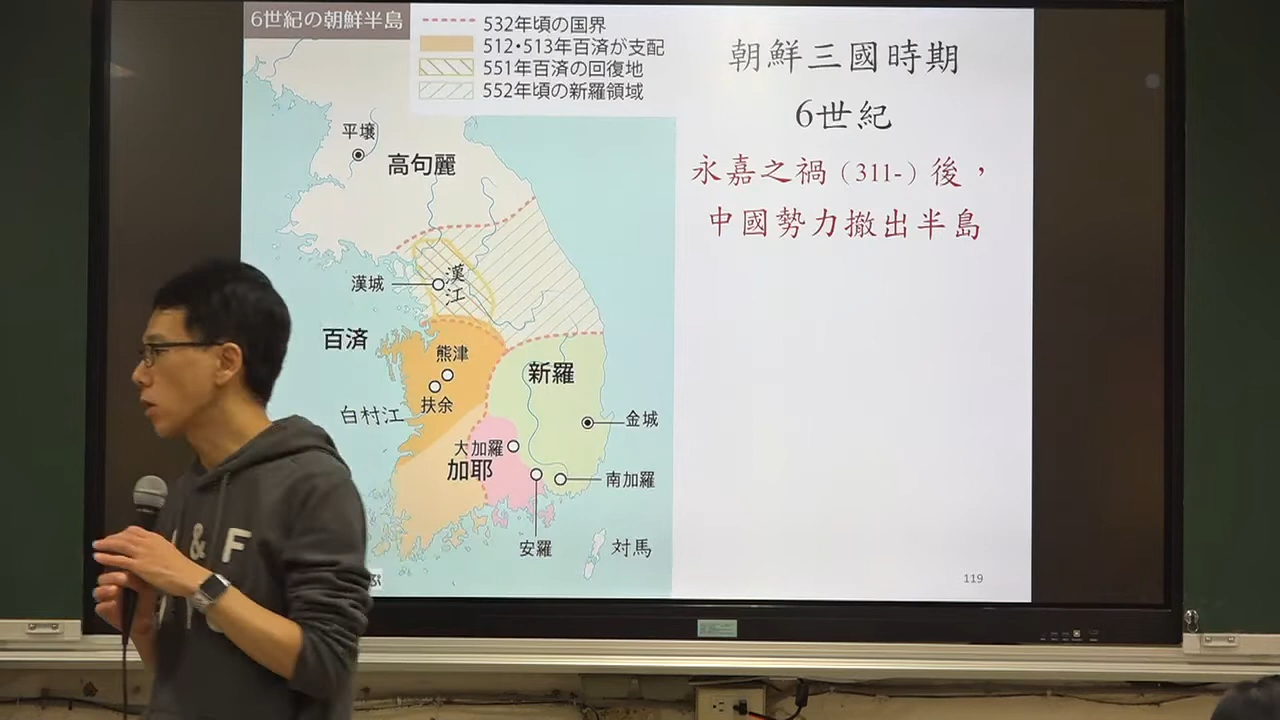 6世紀の朝鮮半島
532年頃の国界
512・513年百済が支配
551年百済の回復地
552年頃の新羅領域
朝鮮三國時期
6世紀
永嘉之禍（311-）後，
中國勢力撤出半島
平壌
高句麗
漢城
漢江
百済
熊津
扶余
白村江
新羅
金城
大加羅
加耶
南加羅
安羅
対馬
119
& F